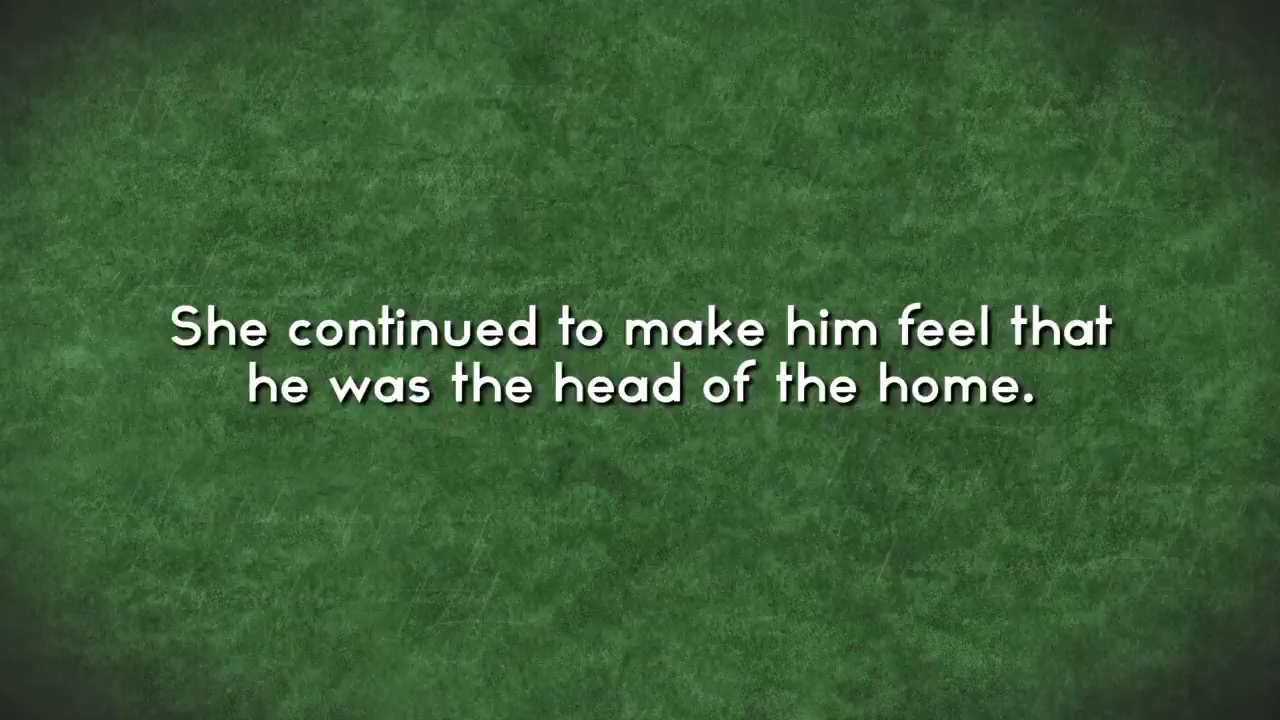 She continued to make him feel that
he was the head of the home.